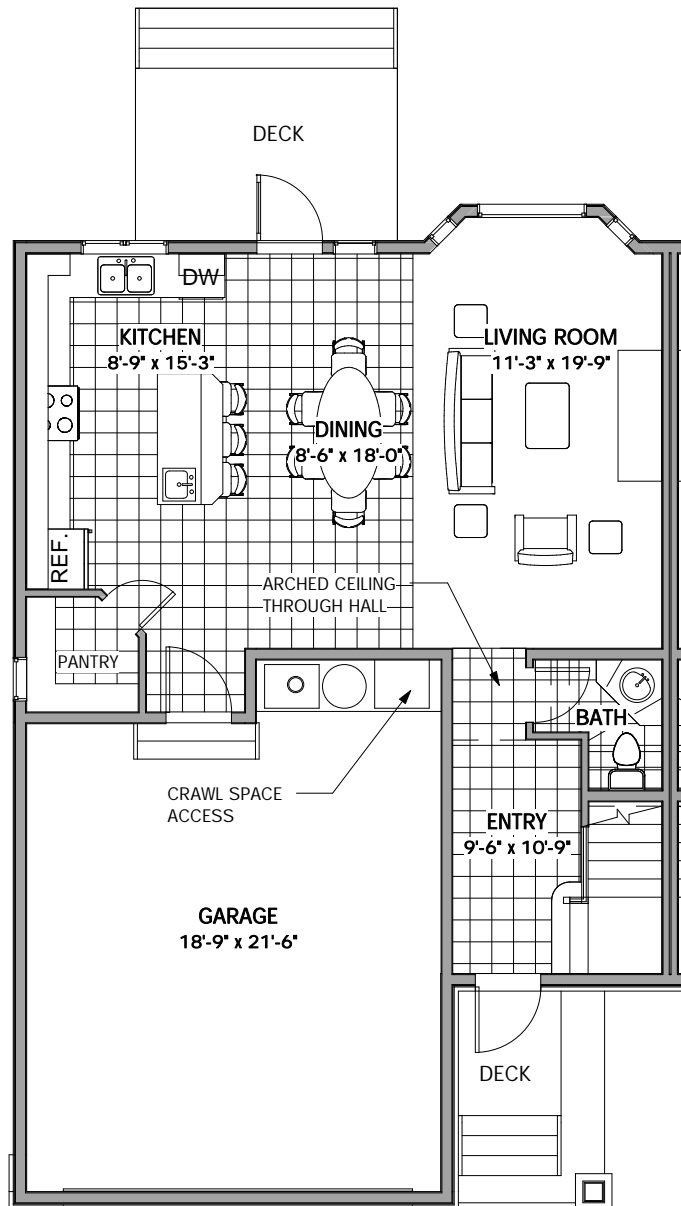 DECK
DW
KITCHEN
8'-9" x 15'-3"
LIVING ROOM
11'-3" x 19'-9"
DINING
8'-6" x 18'-0"
REF.
ARCHED CEILING
THROUGH HALL
PANTRY
BATH
CRAWL SPACE
ACCESS
ENTRY
9'-6" x 10'-9"
GARAGE
18'-9" x 21'-6"
DECK